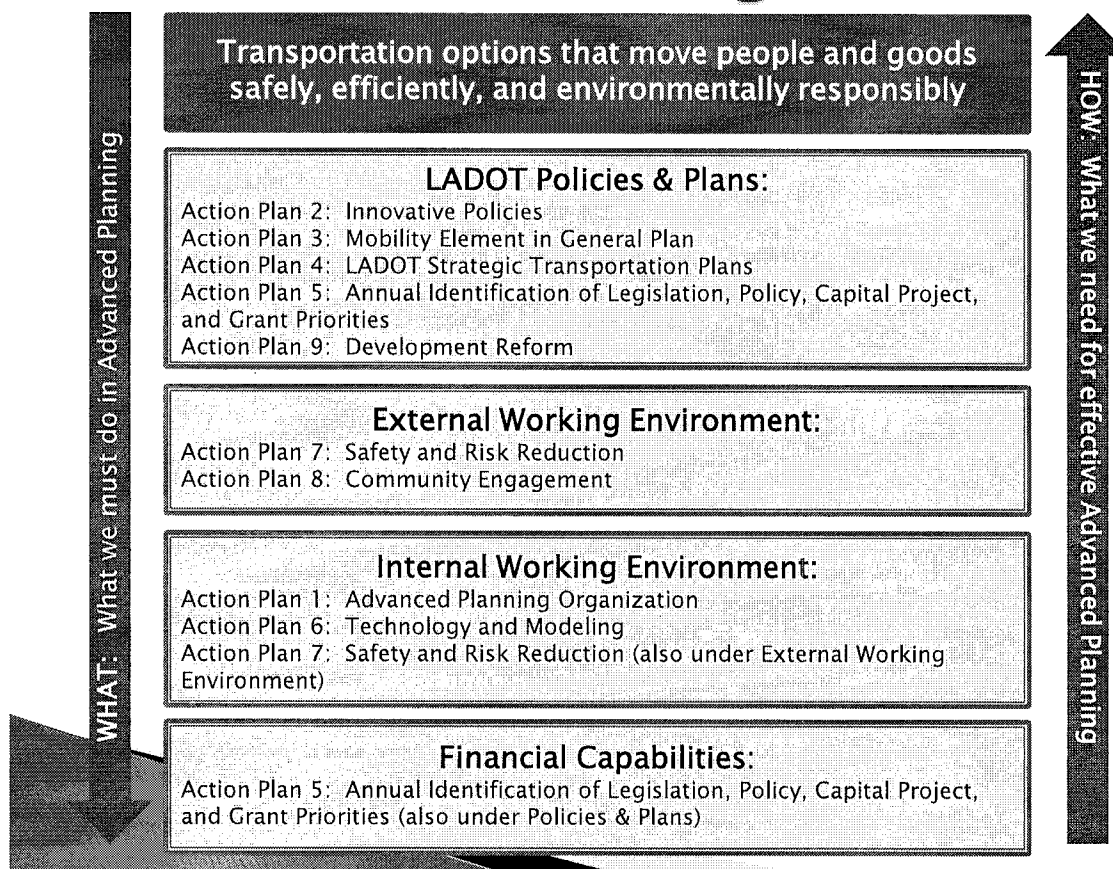 Transportation options that move people and goods
safely, efficiently, and environmentally responsibly
WHAT: What we must do in Advanced Planning
LADOT Policies & Plans:
Action Plan 2: Innovative Policies
Action Plan 3: Mobility Element in General Plan
Action Plan 4: LADOT Strategic Transportation Plans
Action Plan 5: Annual Identification of Legislation, Policy, Capital Project,
and Grant Priorities
Action Plan 9: Development Reform
External Working Environment:
Action Plan 7: Safety and Risk Reduction
Action Plan 8: Community Engagement
Internal Working Environment:
Action Plan 1: Advanced Planning Organization
Action Plan 6: Technology and Modeling
Action Plan 7: Safety and Risk Reduction (also under External Working
Environment)
Financial Capabilities:
Action Plan 5: Annual Identification of Legislation, Policy, Capital Project,
and Grant Priorities (also under Policies & Plans)
HOW: What we need for effective Advanced Planning